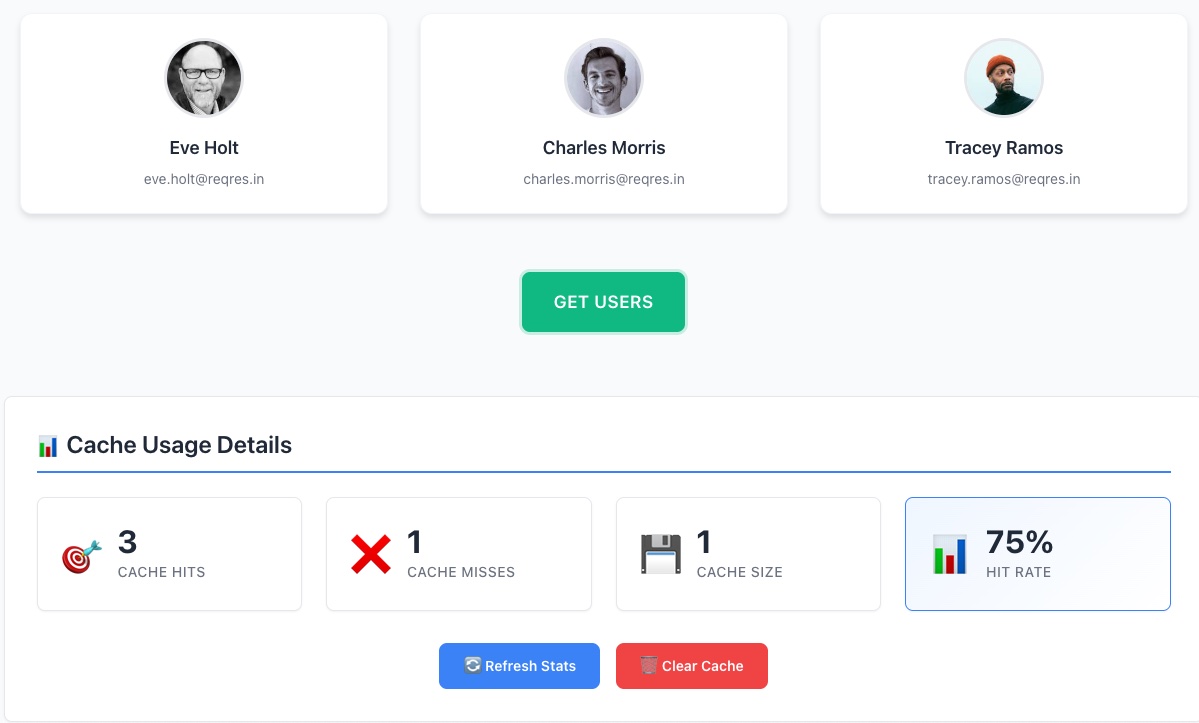 Eve Holt
eve.holt@reqres.in
Charles Morris
charles.morris@reqres.in
Tracey Ramos
tracey.ramos@reqres.in
GET USERS
Cache Usage Details
3
CACHE HITS
1
CACHE MISSES
1
CACHE SIZE
75%
HIT RATE
Refresh Stats
Clear Cache